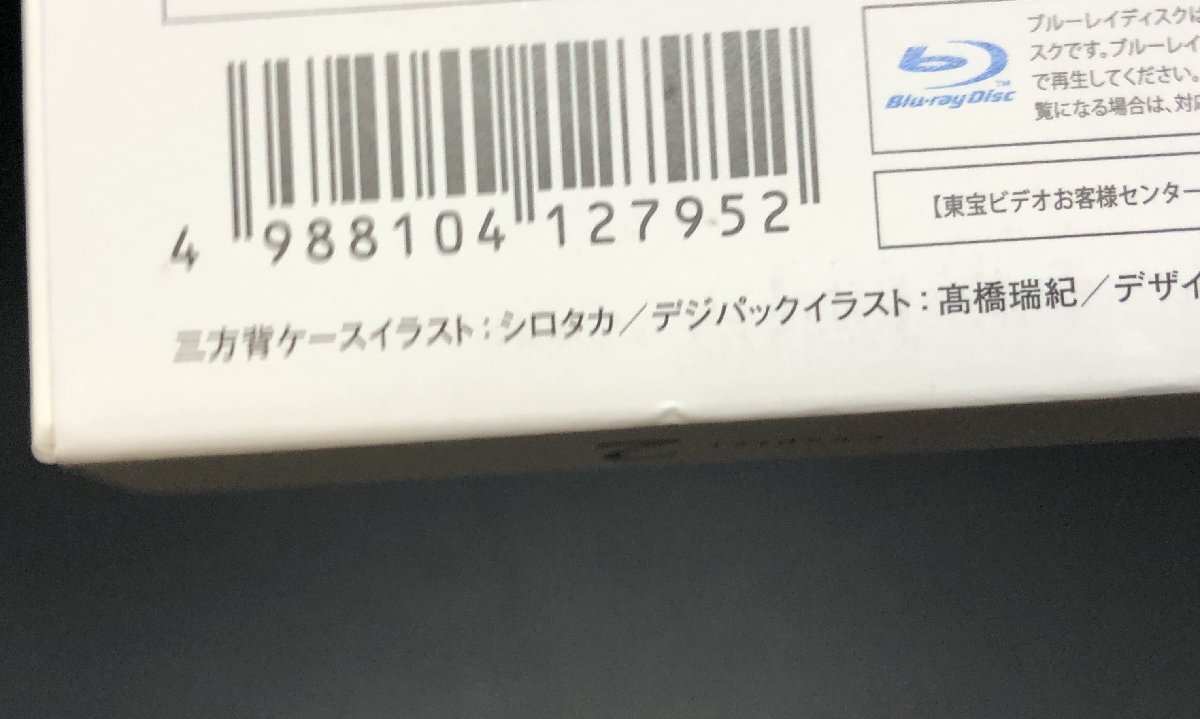 ブルーレイディスクは
スクです。ブルーレイ
で再生してください。
覧になる場合は、対応
Blu-ray Disc™
【東宝ビデオお客様センター
4 988104 127952
三方背ケースイラスト：シロタカ／デジパックイラスト：髙橋瑞紀／デザイ